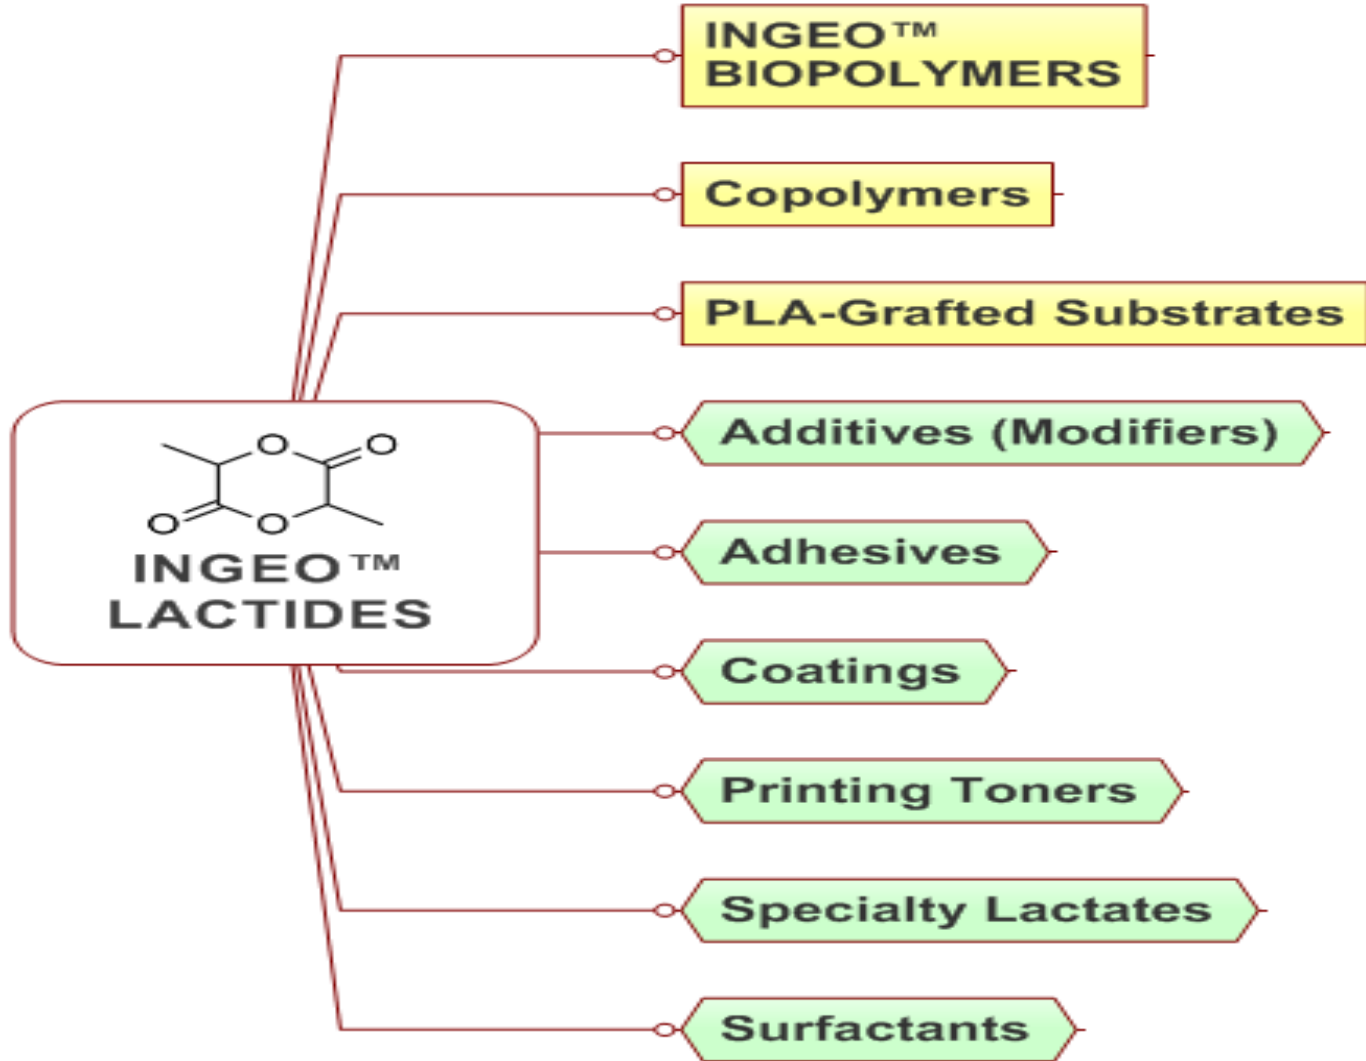 INGEO™
BIOPOLYMERS
Copolymers
PLA-Grafted Substrates
O
O
O
O
INGEO™
LACTIDES
Additives (Modifiers)
Adhesives
Coatings
Printing Toners
Specialty Lactates
Surfactants